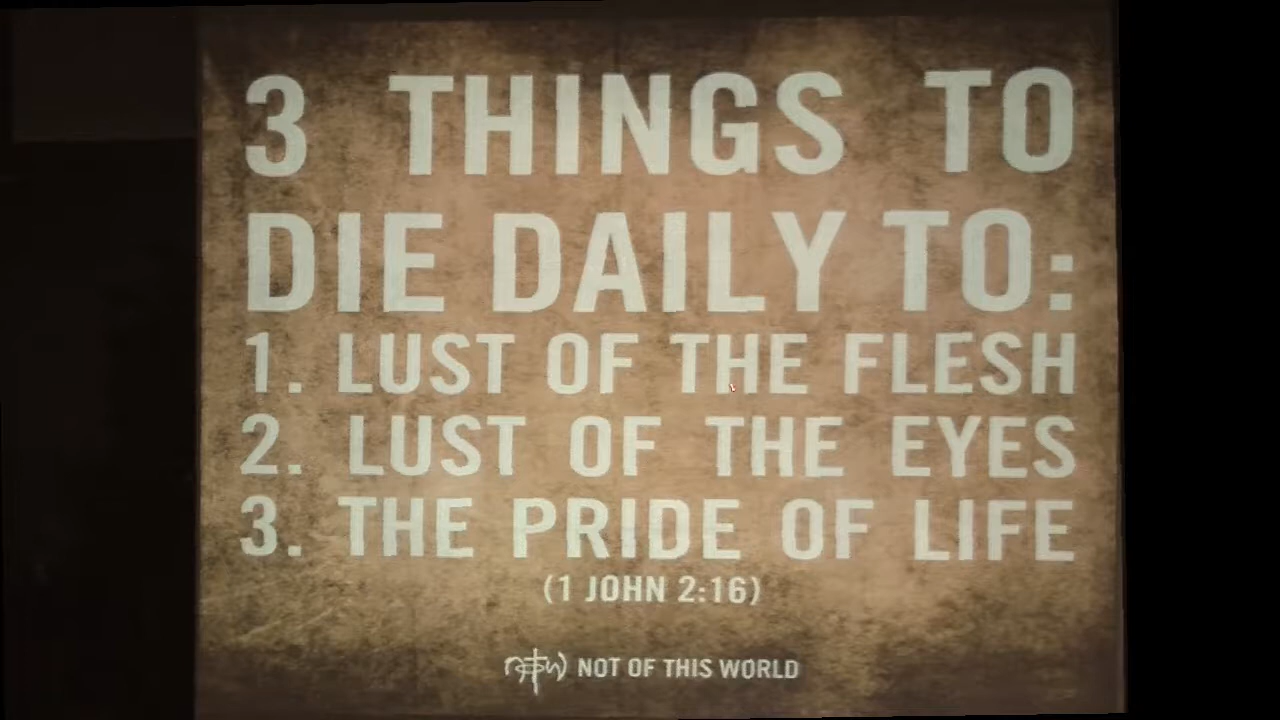 3 THINGS TO
DIE DAILY TO:
1. LUST OF THE FLESH
2. LUST OF THE EYES
3. THE PRIDE OF LIFE
(1 JOHN 2:16)
NOT OF THIS WORLD